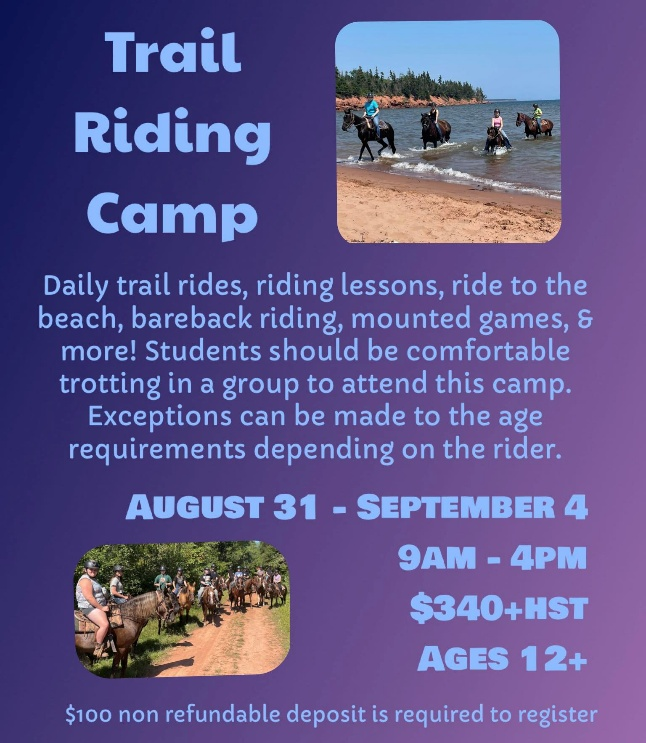 Trail
Riding
Camp
Daily trail rides, riding lessons, ride to the
beach, bareback riding, mounted games, &
more! Students should be comfortable
trotting in a group to attend this camp.
Exceptions can be made to the age
requirements depending on the rider.
August 31 - September 4
9am - 4pm
$340+hst
Ages 12+
$100 non refundable deposit is required to register